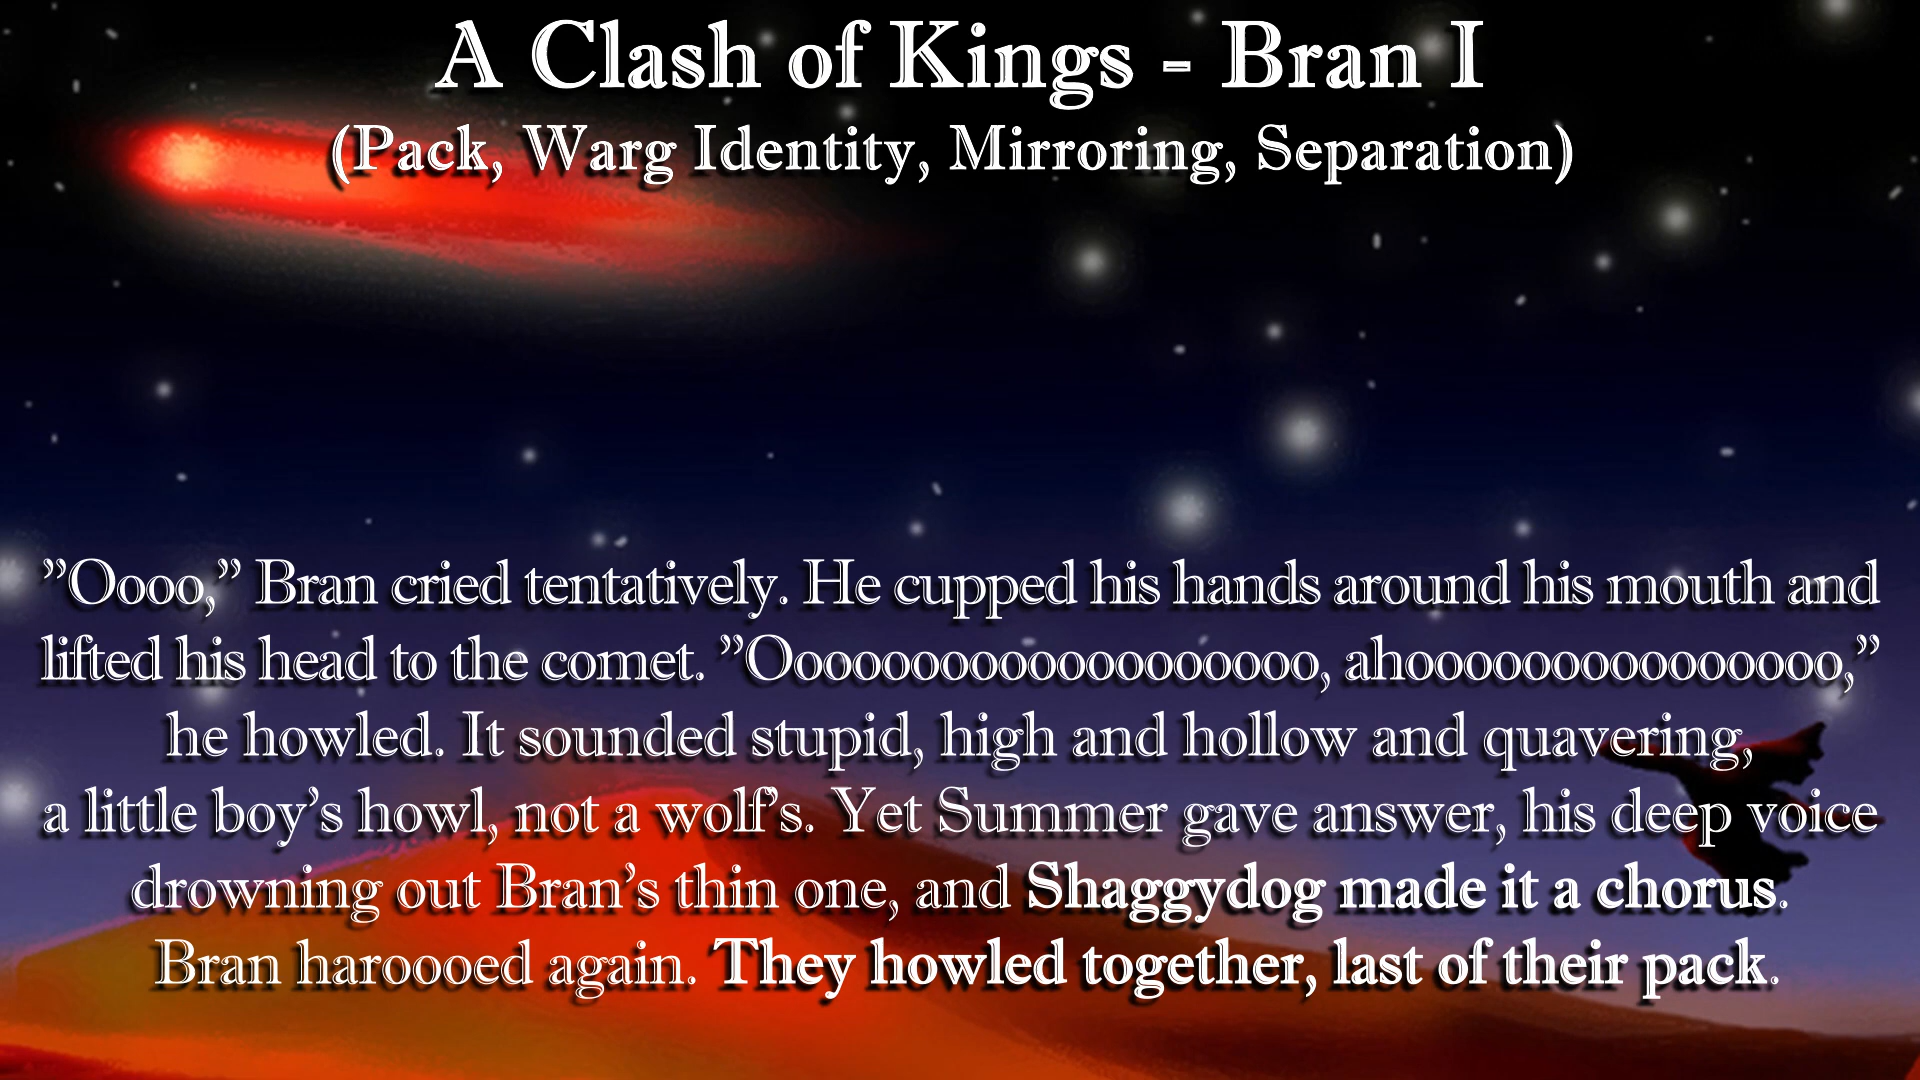 A Clash of Kings - Bran I
(Pack, Warg Identity, Mirroring, Separation)
”Oooo,” Bran cried tentatively. He cupped his hands around his mouth and
lifted his head to the comet. ”Ooooooooooooooooooo, ahooooooooooooooo,”
he howled. It sounded stupid, high and hollow and quavering,
a little boy’s howl, not a wolf’s. Yet Summer gave answer, his deep voice
drowning out Bran’s thin one, and Shaggydog made it a chorus.
Bran haroooed again. They howled together, last of their pack.